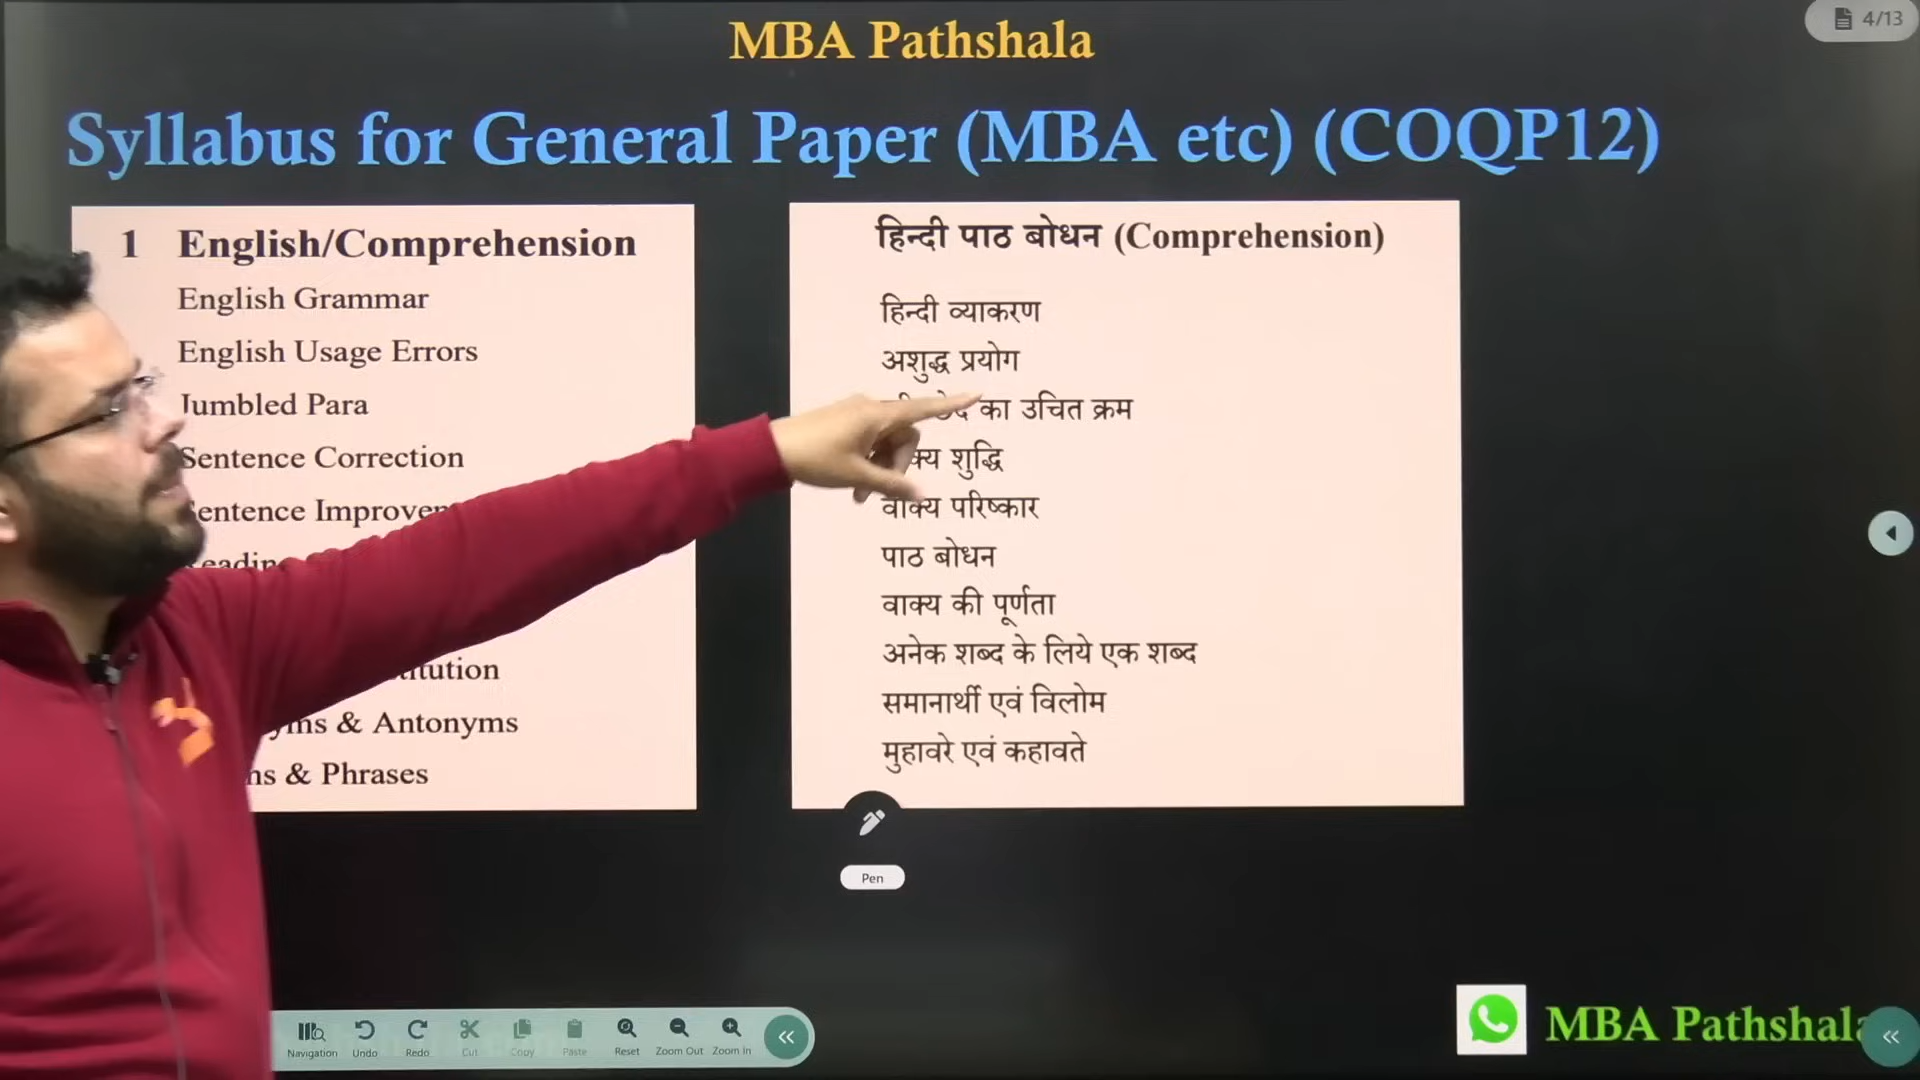 MBA Pathshala
4/13
Syllabus for General Paper (MBA etc) (COQP12)
1 English/Comprehension
English Grammar
English Usage Errors
Jumbled Para
Sentence Correction
Sentence
& Antonyms
& Phrases
हिन्दी पाठ बोधन (Comprehension)
हिन्दी व्याकरण
अशुद्ध प्रयोग
का उचित क्रम
शुद्धि
वाक्य परिष्कार
पाठ बोधन
वाक्य की पूर्णता
अनेक शब्द के लिये एक शब्द
समानार्थी एवं विलोम
मुहावरे एवं कहावते
Pen
Navigation Undo Redo Cut Copy Paste Reset Zoom Out Zoom In
MBA Pathshala